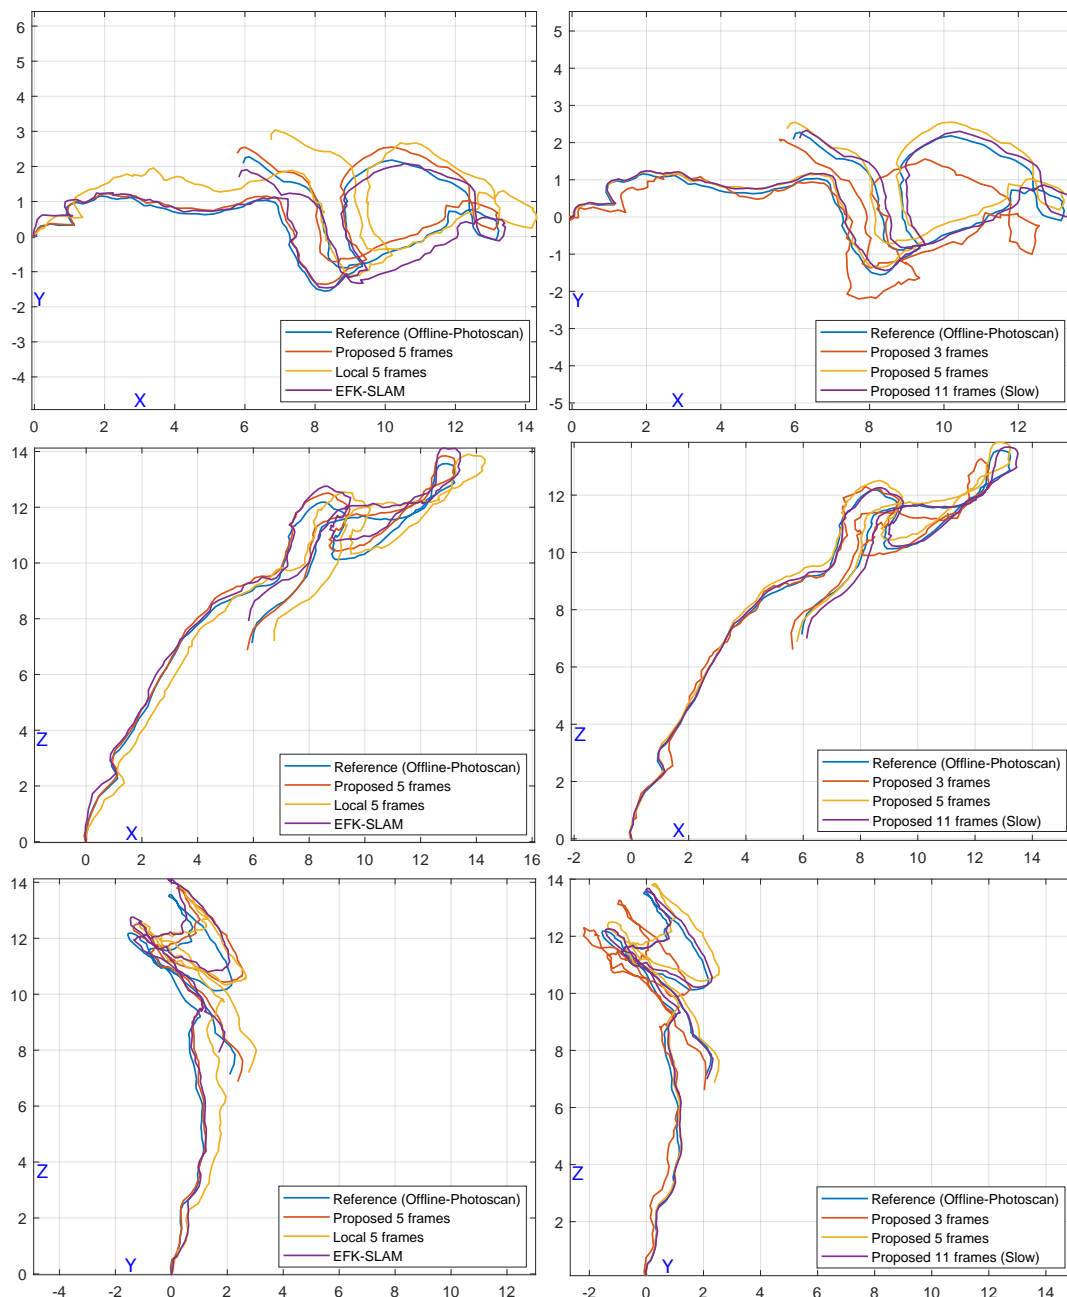 6
5
4
3
2
1
0
-1
-2
-3
-4
Y
X
0 2 4 6 8 10 12 14
Reference (Offline-Photoscan)
Proposed 5 frames
Local 5 frames
EFK-SLAM
5
4
3
2
1
0
-1
-2
-3
-4
-5
Y
X
0 2 4 6 8 10 12
Reference (Offline-Photoscan)
Proposed 3 frames
Proposed 5 frames
Proposed 11 frames (Slow)
14
12
10
8
6
4
2
0
Z
X
0 2 4 6 8 10 12 14 16
Reference (Offline-Photoscan)
Proposed 5 frames
Local 5 frames
EFK-SLAM
12
10
8
6
4
2
0
Z
X
-2 0 2 4 6 8 10 12 14
Reference (Offline-Photoscan)
Proposed 3 frames
Proposed 5 frames
Proposed 11 frames (Slow)
14
12
10
8
6
4
2
0
Z
Y
-4 -2 0 2 4 6 8 10 12
Reference (Offline-Photoscan)
Proposed 5 frames
Local 5 frames
EFK-SLAM
14
12
10
8
6
4
2
Z
Y
-2 0 2 4 6 8 10 12 14
Reference (Offline-Photoscan)
Proposed 3 frames
Proposed 5 frames
Proposed 11 frames (Slow)